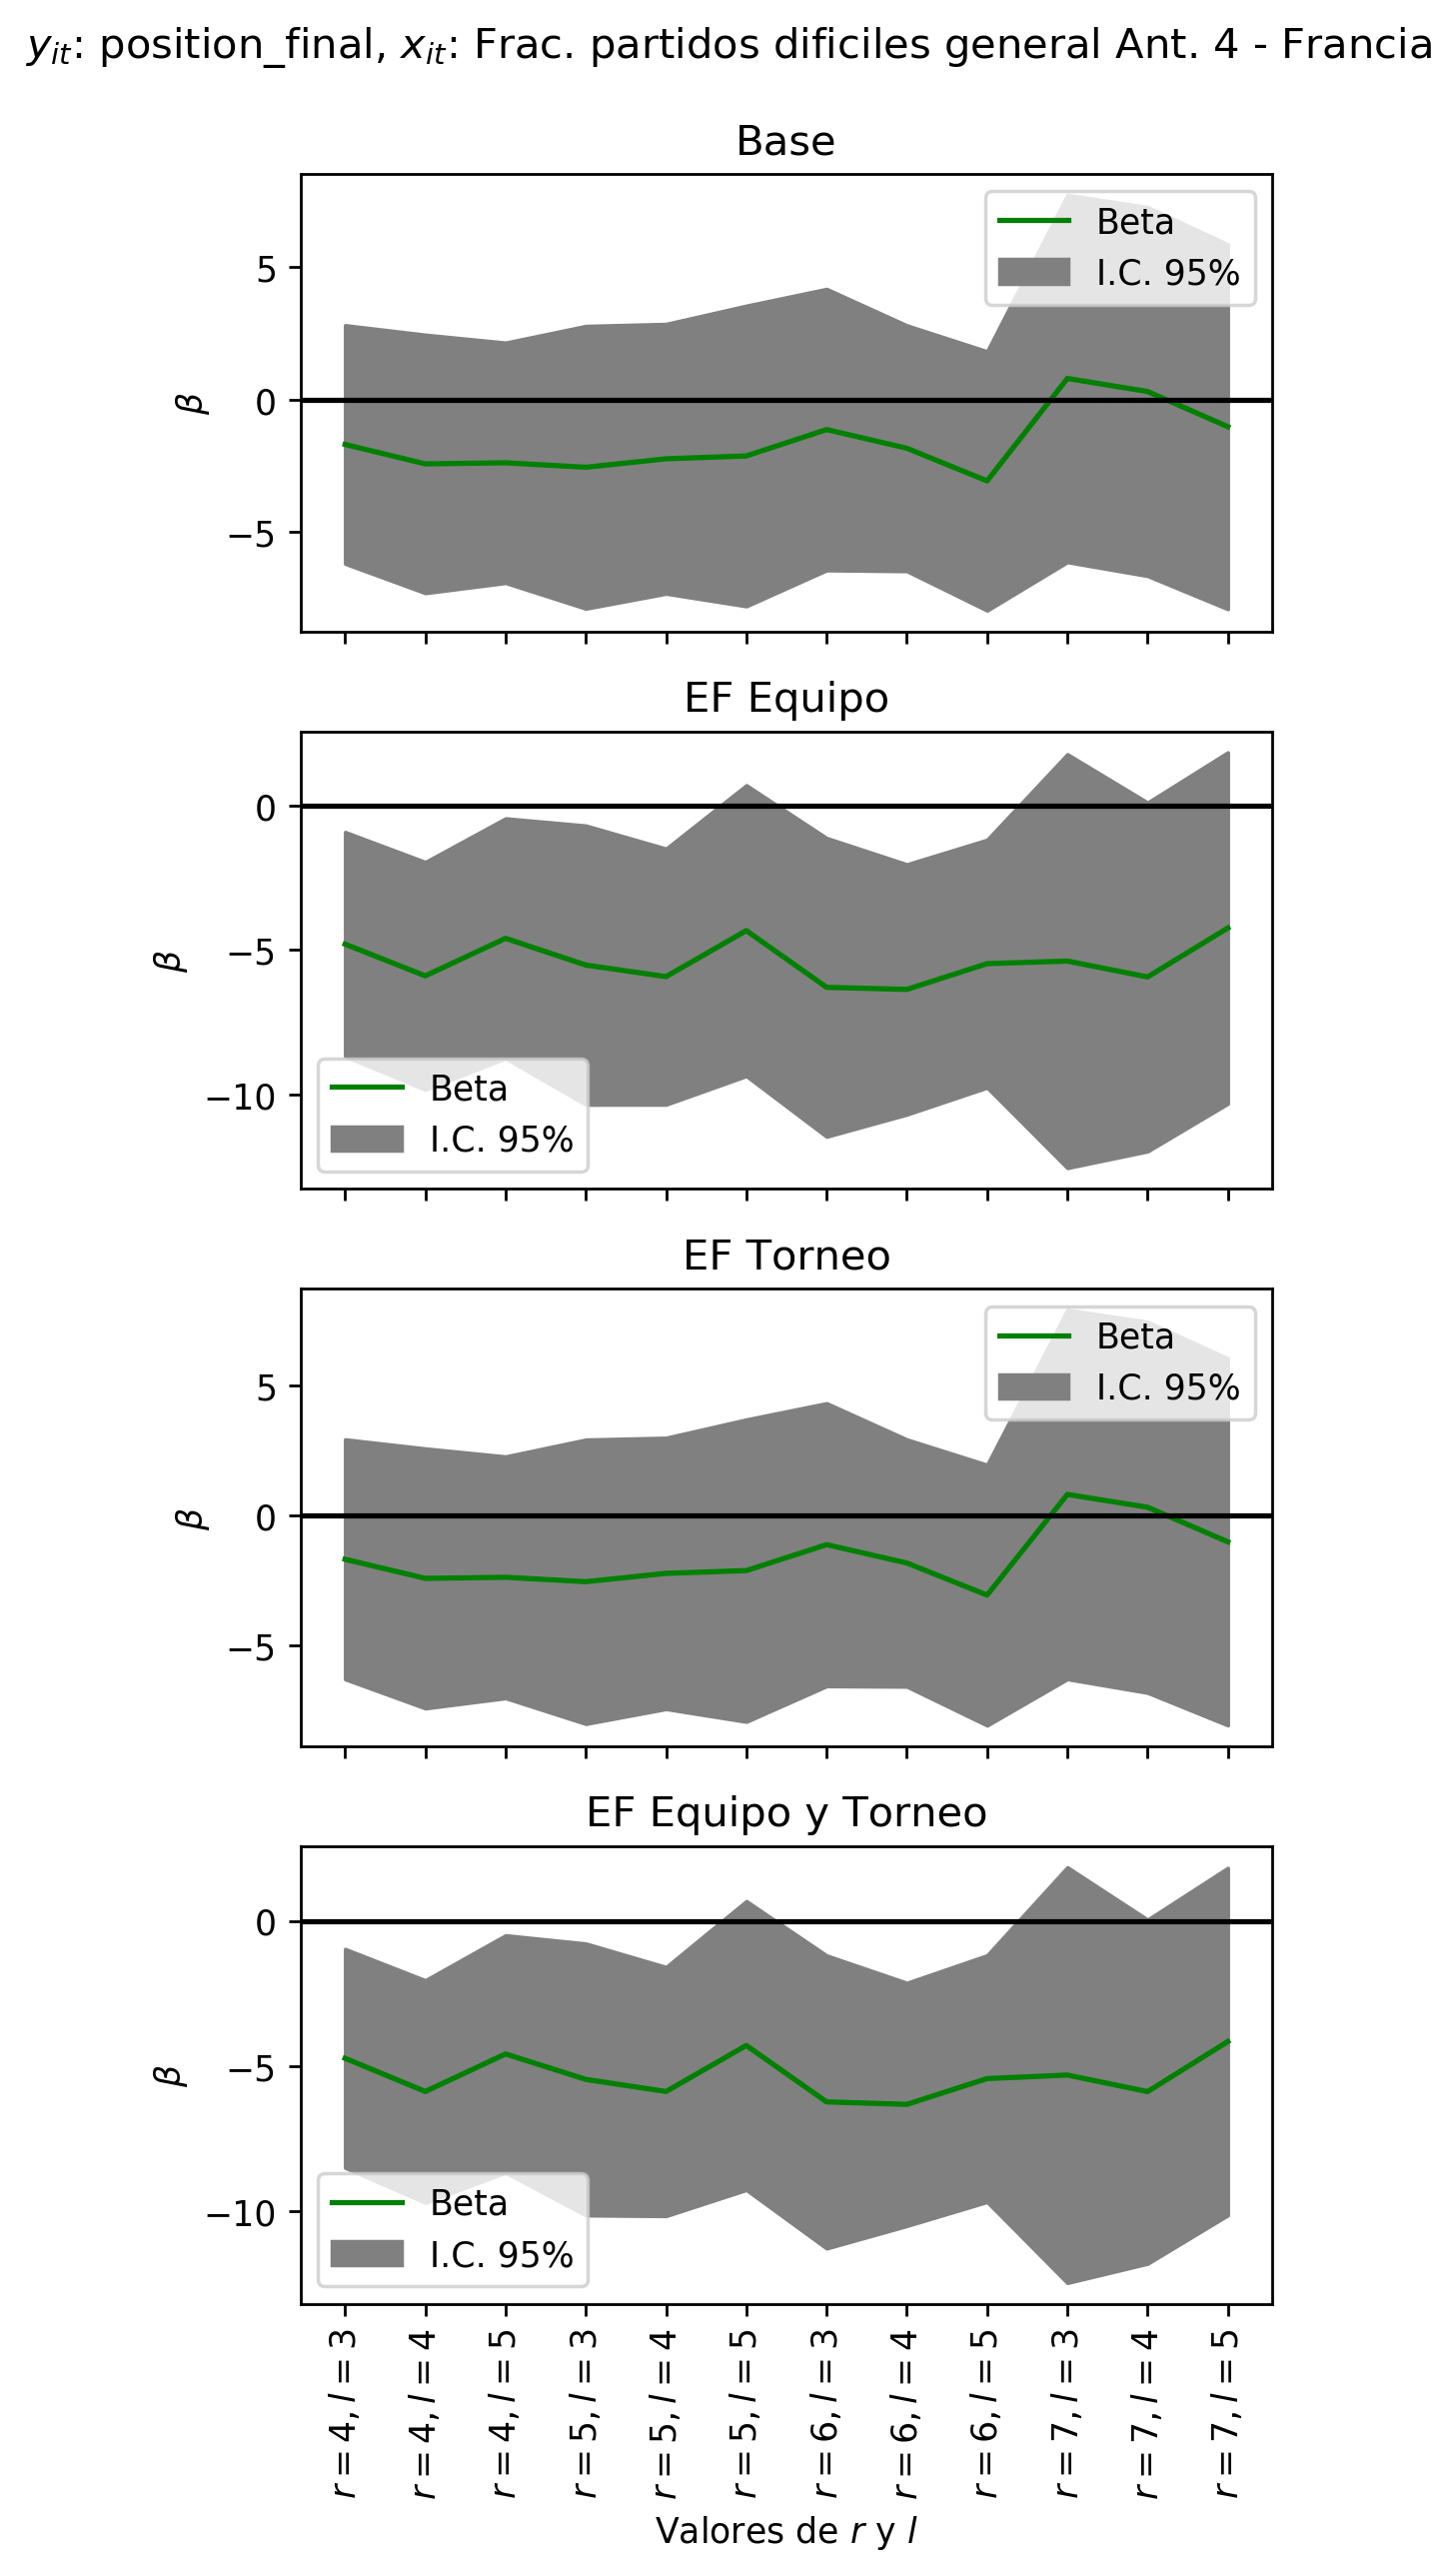 y_it: position_final, x_it: Frac. partidos dificiles general Ant. 4 - Francia
Base
Beta
I.C. 95%
5
0
−5
β
EF Equipo
0
−5
−10
β
Beta
I.C. 95%
EF Torneo
Beta
I.C. 95%
5
0
−5
β
EF Equipo y Torneo
0
−5
−10
β
Beta
I.C. 95%
r = 4, l = 3
r = 4, l = 4
r = 4, l = 5
r = 5, l = 3
r = 5, l = 4
r = 5, l = 5
r = 6, l = 3
r = 6, l = 4
r = 6, l = 5
r = 7, l = 3
r = 7, l = 4
r = 7, l = 5
Valores de r y l